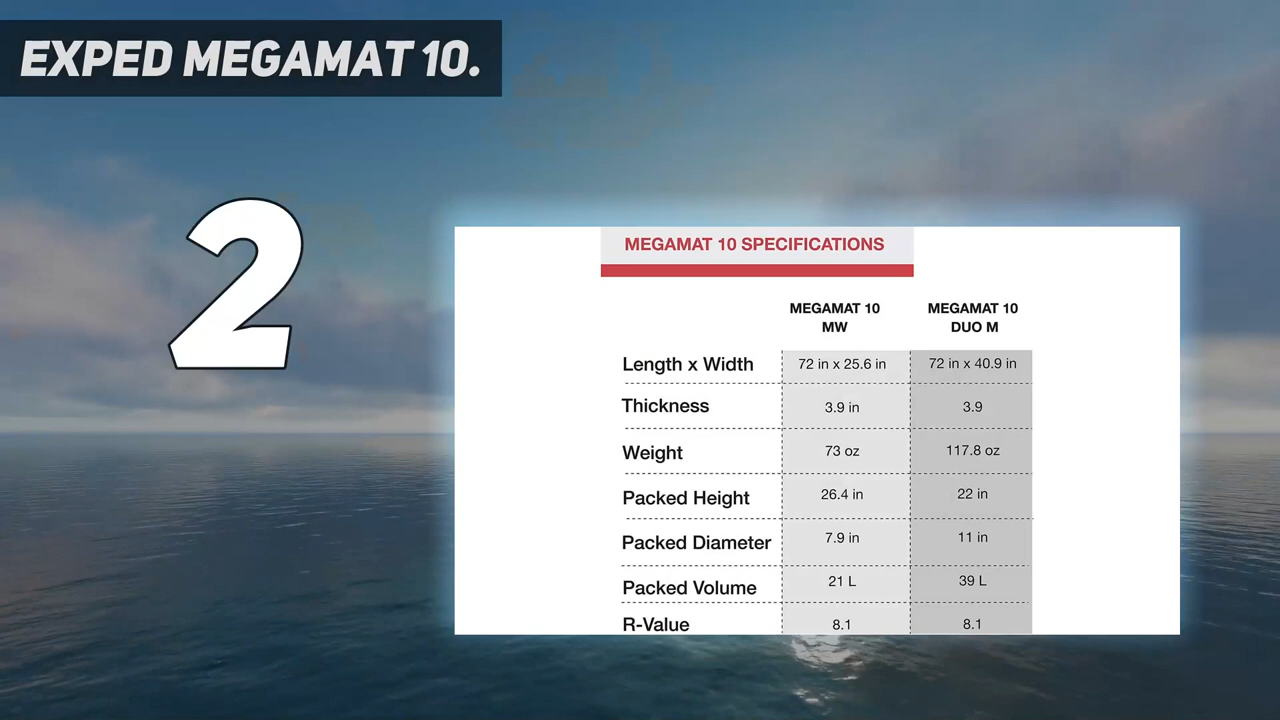 EXPED MEGAMAT 10.
2
MEGAMAT 10 SPECIFICATIONS
MEGAMAT 10 MW
MEGAMAT 10 DUO M
Length x Width 72 in x 25.6 in 72 in x 40.9 in
Thickness 3.9 in 3.9
Weight 73 oz 117.8 oz
Packed Height 26.4 in 22 in
Packed Diameter 7.9 in 11 in
Packed Volume 21 L 39 L
R-Value 8.1 8.1